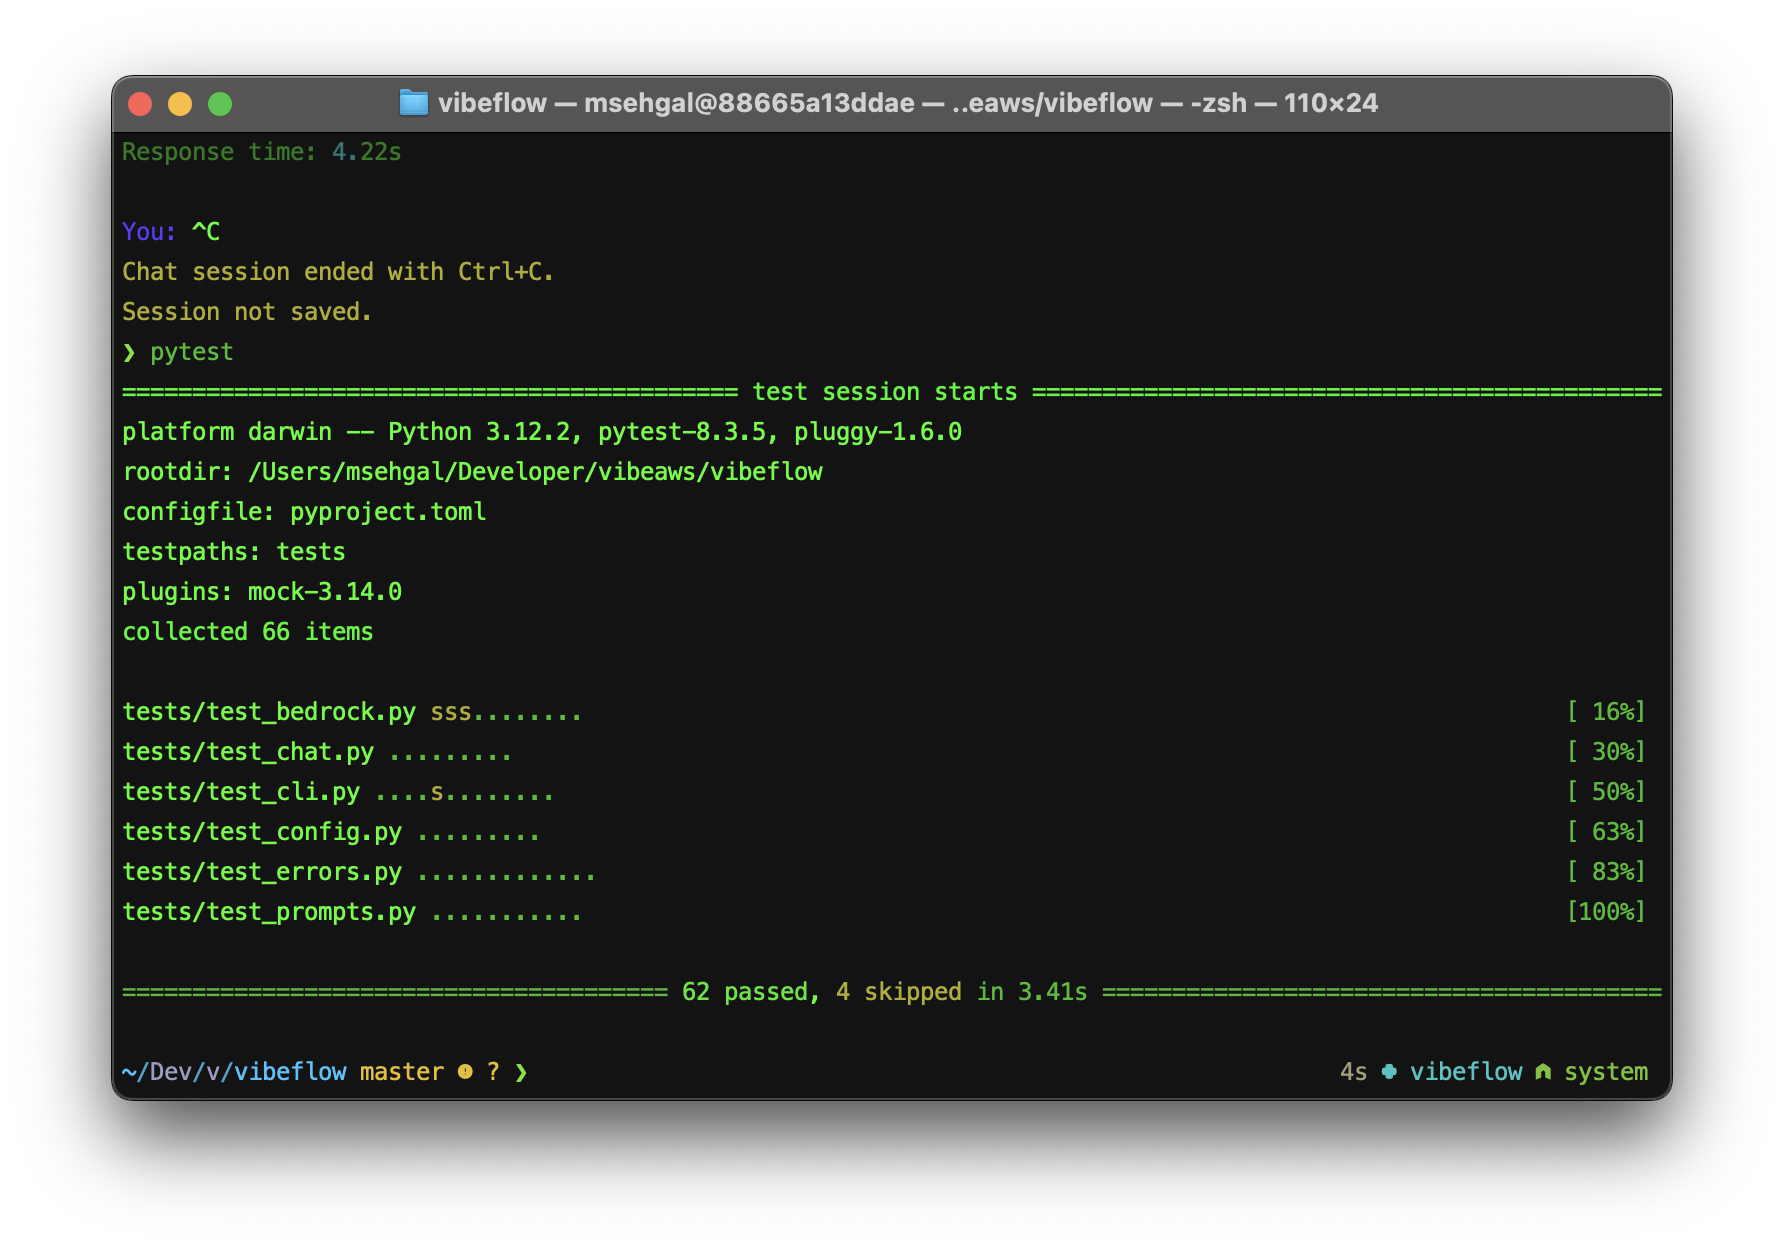 vibeflow — msehgal@88665a13ddae — ..eaws/vibeflow — -zsh — 110×24
Response time: 4.22s
You: ^C
Chat session ended with Ctrl+C.
Session not saved.
❯ pytest
============================================ test session starts =============================================
platform darwin -- Python 3.12.2, pytest-8.3.5, pluggy-1.6.0
rootdir: /Users/msehgal/Developer/vibeaws/vibeflow
configfile: pyproject.toml
testpaths: tests
plugins: mock-3.14.0
collected 66 items
tests/test_bedrock.py sss........ [ 16%]
tests/test_chat.py ......... [ 30%]
tests/test_cli.py ....s........ [ 50%]
tests/test_config.py ......... [ 63%]
tests/test_errors.py ............. [ 83%]
tests/test_prompts.py ........... [100%]
======================================= 62 passed, 4 skipped in 3.41s ========================================
~/Dev/v/vibeflow master ! ? ❯ 4s vibeflow system